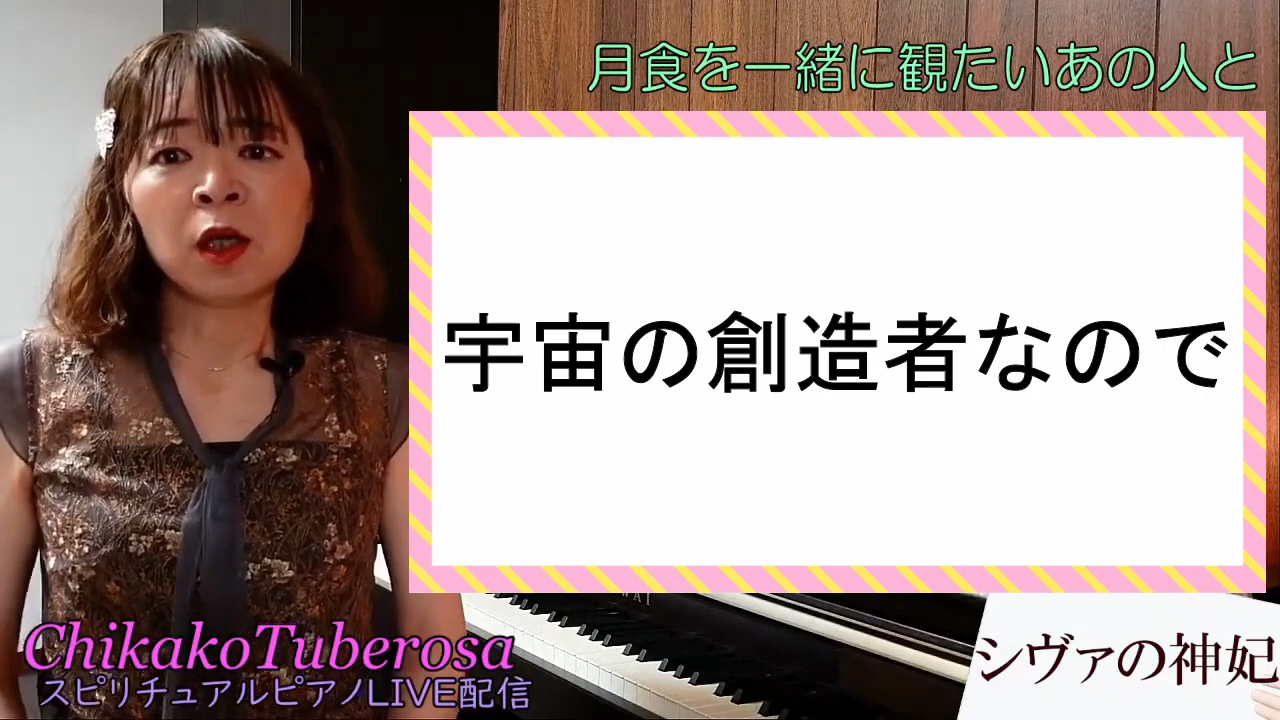 月食を一緒に観たいあの人と
宇宙の創造者なので
ChikakoTuberosa
スピリチュアルピアノLIVE配信
シヴァの神妃